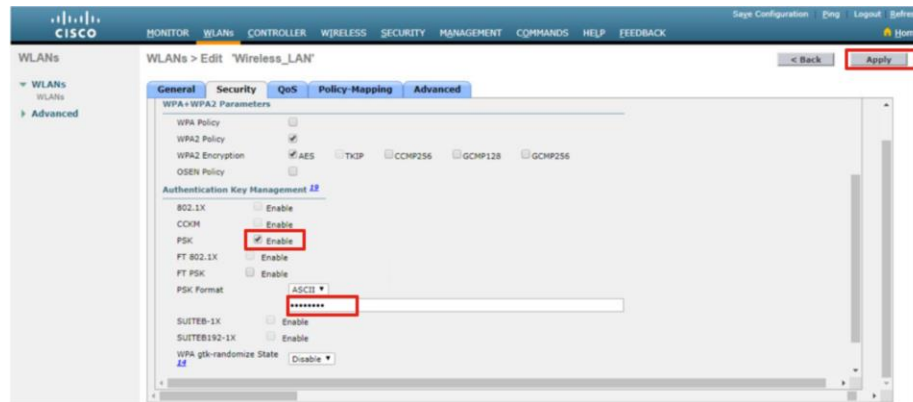 Save Configuration Ping Logout Refre
CISCO
MONITOR WLANs CONTROLLER WIRELESS SECURITY MANAGEMENT COMMANDS HELP FEEDBACK
Hom
WLANs
WLANs > Edit 'Wireless_LAN'
< Back
Apply
WLANs
WLANs
Advanced
General Security QoS Policy-Mapping Advanced
WPA+WPA2 Parameters
WPA Policy
WPA2 Policy
WPA2 Encryption AES TKIP CCMP256 GCMP128 GCMP256
OSEN Policy
Authentication Key Management 19
802.1X Enable
CCKM Enable
PSK Enable
FT 802.1X Enable
FT PSK Enable
PSK Format ASCII
••••••••
SUITEB-1X Enable
SUITEB192-1X Enable
WPA gtk-randomize State Disable
14